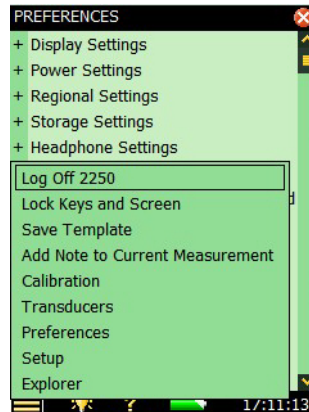 PREFERENCES
+ Display Settings
+ Power Settings
+ Regional Settings
+ Storage Settings
+ Headphone Settings
Log Off 2250
Lock Keys and Screen
Save Template
Add Note to Current Measurement
Calibration
Transducers
Preferences
Setup
Explorer
? 17:11:13